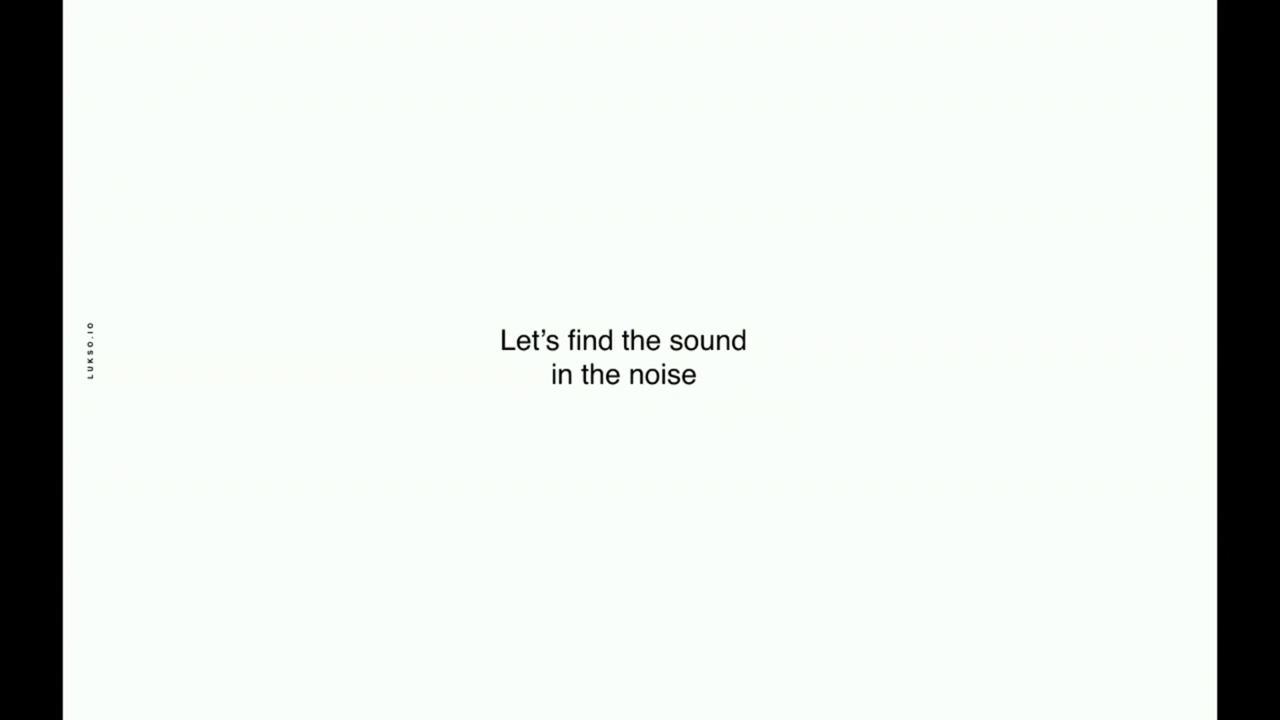 LUKSO.IO
Let’s find the sound
in the noise